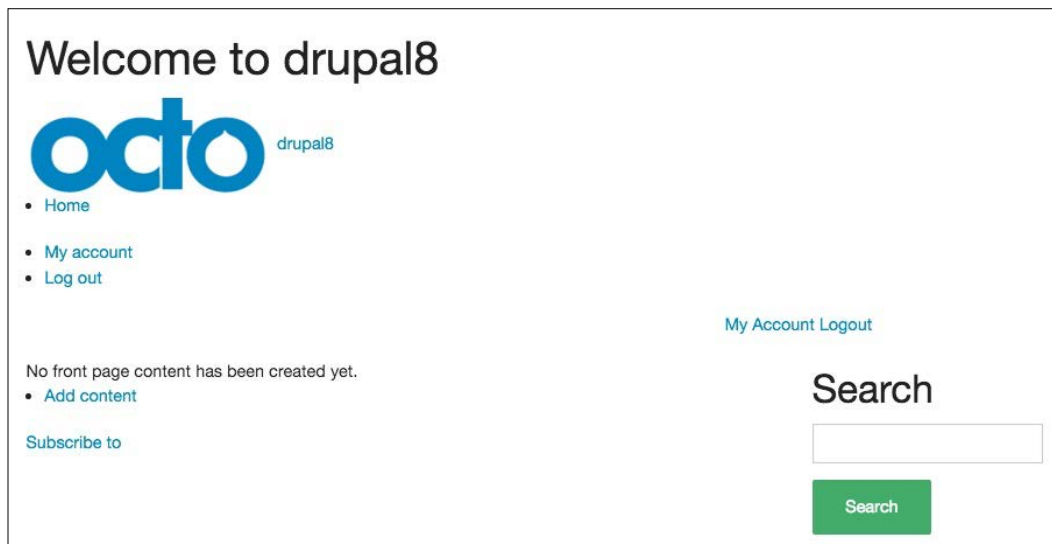 Welcome to drupal8
octo drupal8
Home
My account
Log out
My Account Logout
No front page content has been created yet.
Add content
Subscribe to
Search
Search